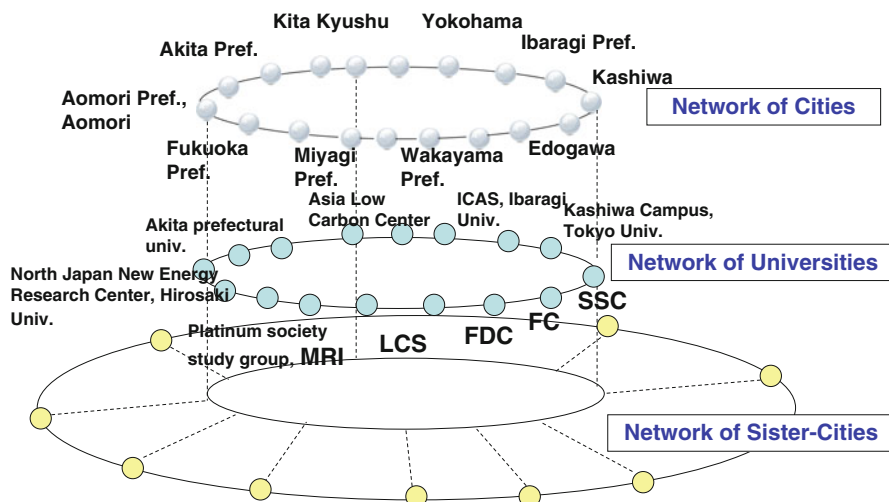 Kita Kyushu
Yokohama
Akita Pref.
Ibaragi Pref.
Kashiwa
Aomori Pref.,
Aomori
Network of Cities
Fukuoka
Pref.
Miyagi
Pref.
Wakayama
Pref.
Edogawa
Akita prefectural
univ.
Asia Low
Carbon Center
ICAS, Ibaragi
Univ.
Kashiwa Campus,
Tokyo Univ.
Network of Universities
North Japan New Energy
Research Center, Hirosaki
Univ.
Platinum society
study group, MRI
LCS
FDC
FC
SSC
Network of Sister-Cities